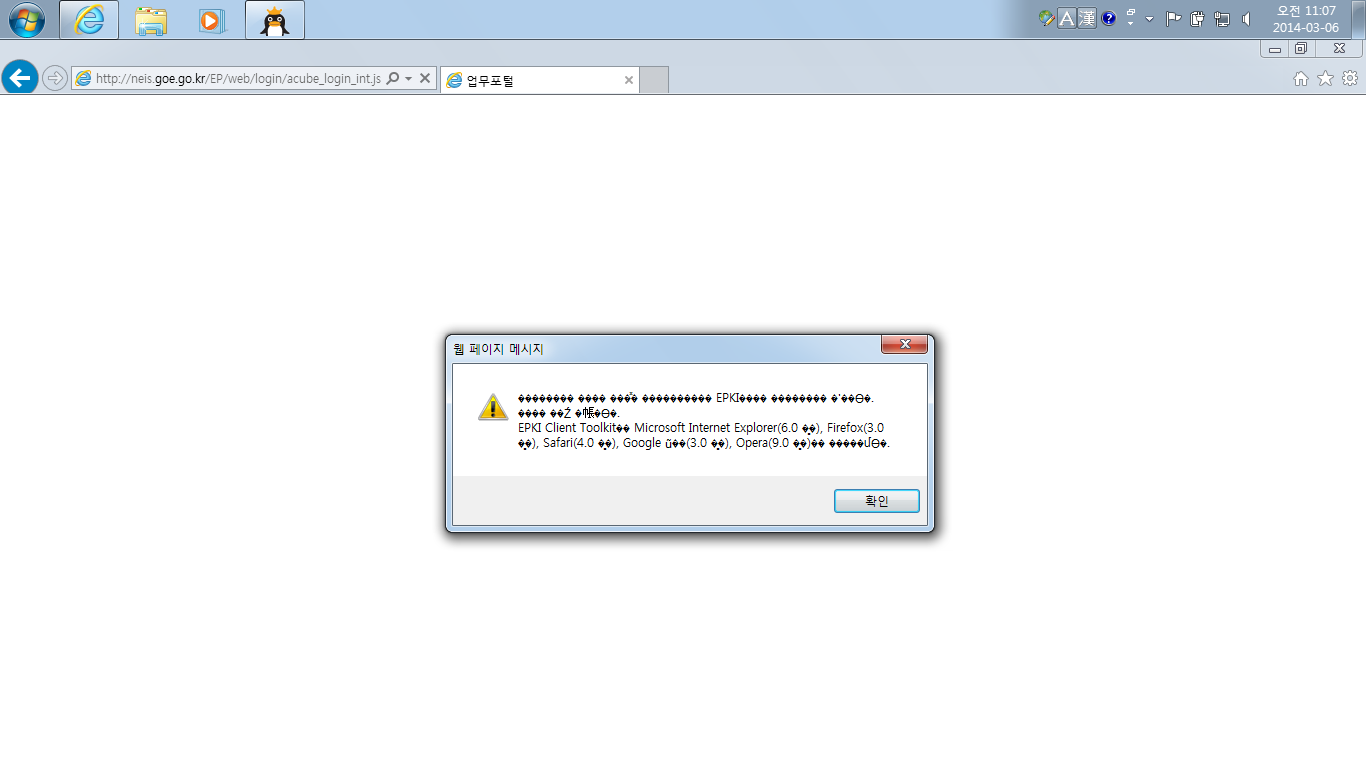 오전 11:07
2014-03-06
A 漢
http://neis.goe.go.kr/EP/web/login/acube_login_int.js
업무포털
웹 페이지 메시지
�������� ���� ���� ���������� EPKI���� �������� �
���� ��Ź
EPKI Client Toolkit�� Microsoft Internet Explorer(6.0 ��), Firefox(3.0
��), Safari(4.0 ��), Google ũ��(3.0 ��), Opera(9.0 ��)��
확인